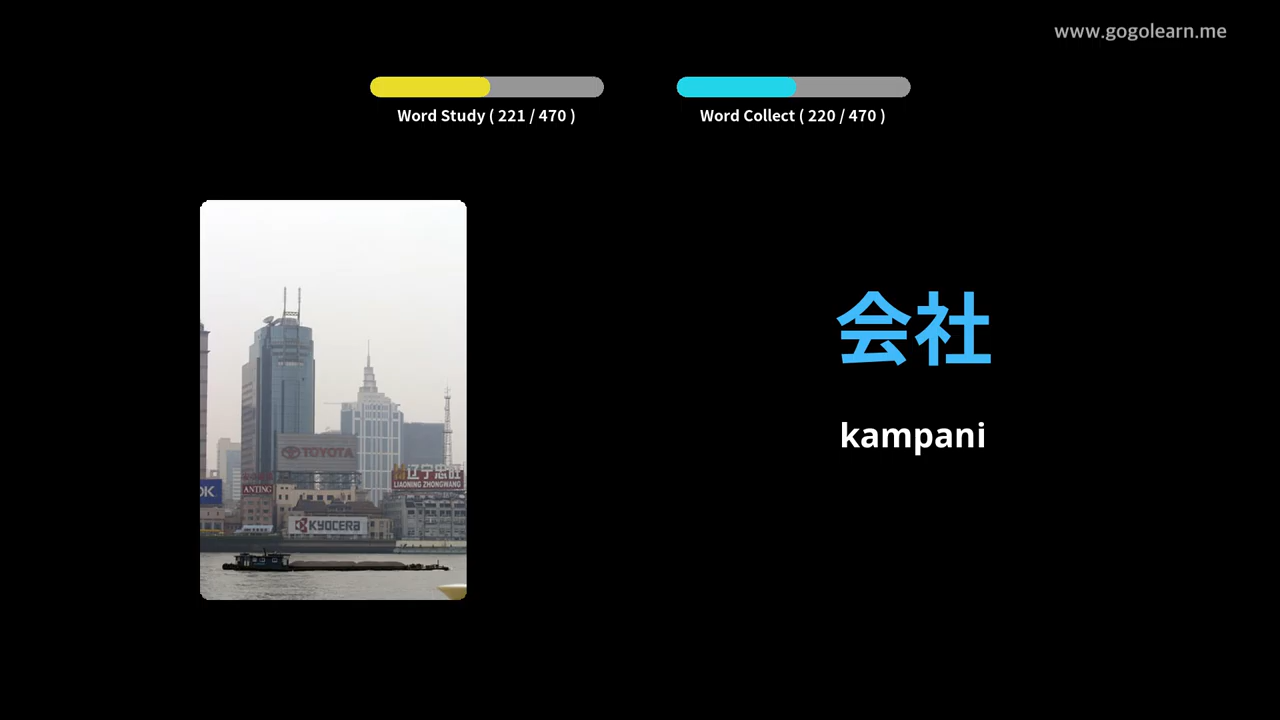 www.gogolearn.me
Word Study ( 221 / 470 )
Word Collect ( 220 / 470 )
会社
kampani
TOYOTA
辽宁忠旺
LIAONING ZHONGWANG
OK
ANTING
KYOCERA